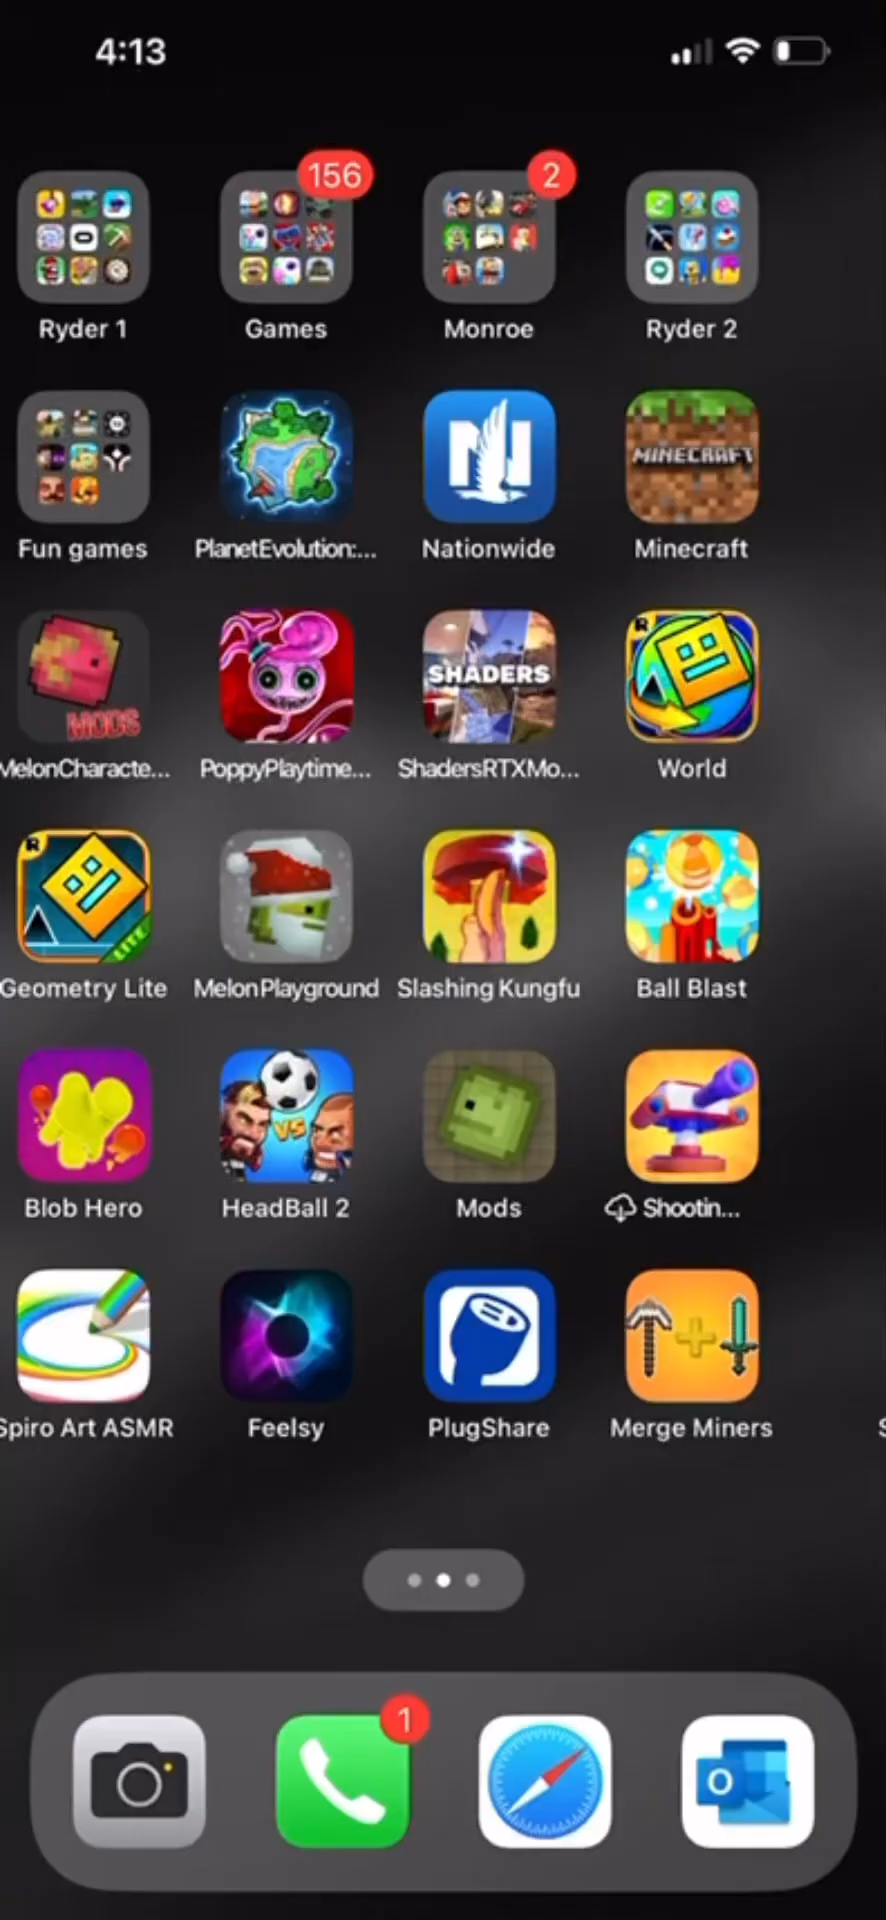 4:13
156
2
Ryder 1
Games
Monroe
Ryder 2
MINECRAFT
Fun games
PlanetEvolution:...
Nationwide
Minecraft
MODS
SHADERS
R
MelonCharacte...
PoppyPlaytime...
ShadersRTXMo...
World
R
LITE
Geometry Lite
MelonPlayground
Slashing Kungfu
Ball Blast
VS
Blob Hero
HeadBall 2
Mods
Shootin...
Spiro Art ASMR
Feelsy
PlugShare
Merge Miners
S
1
O